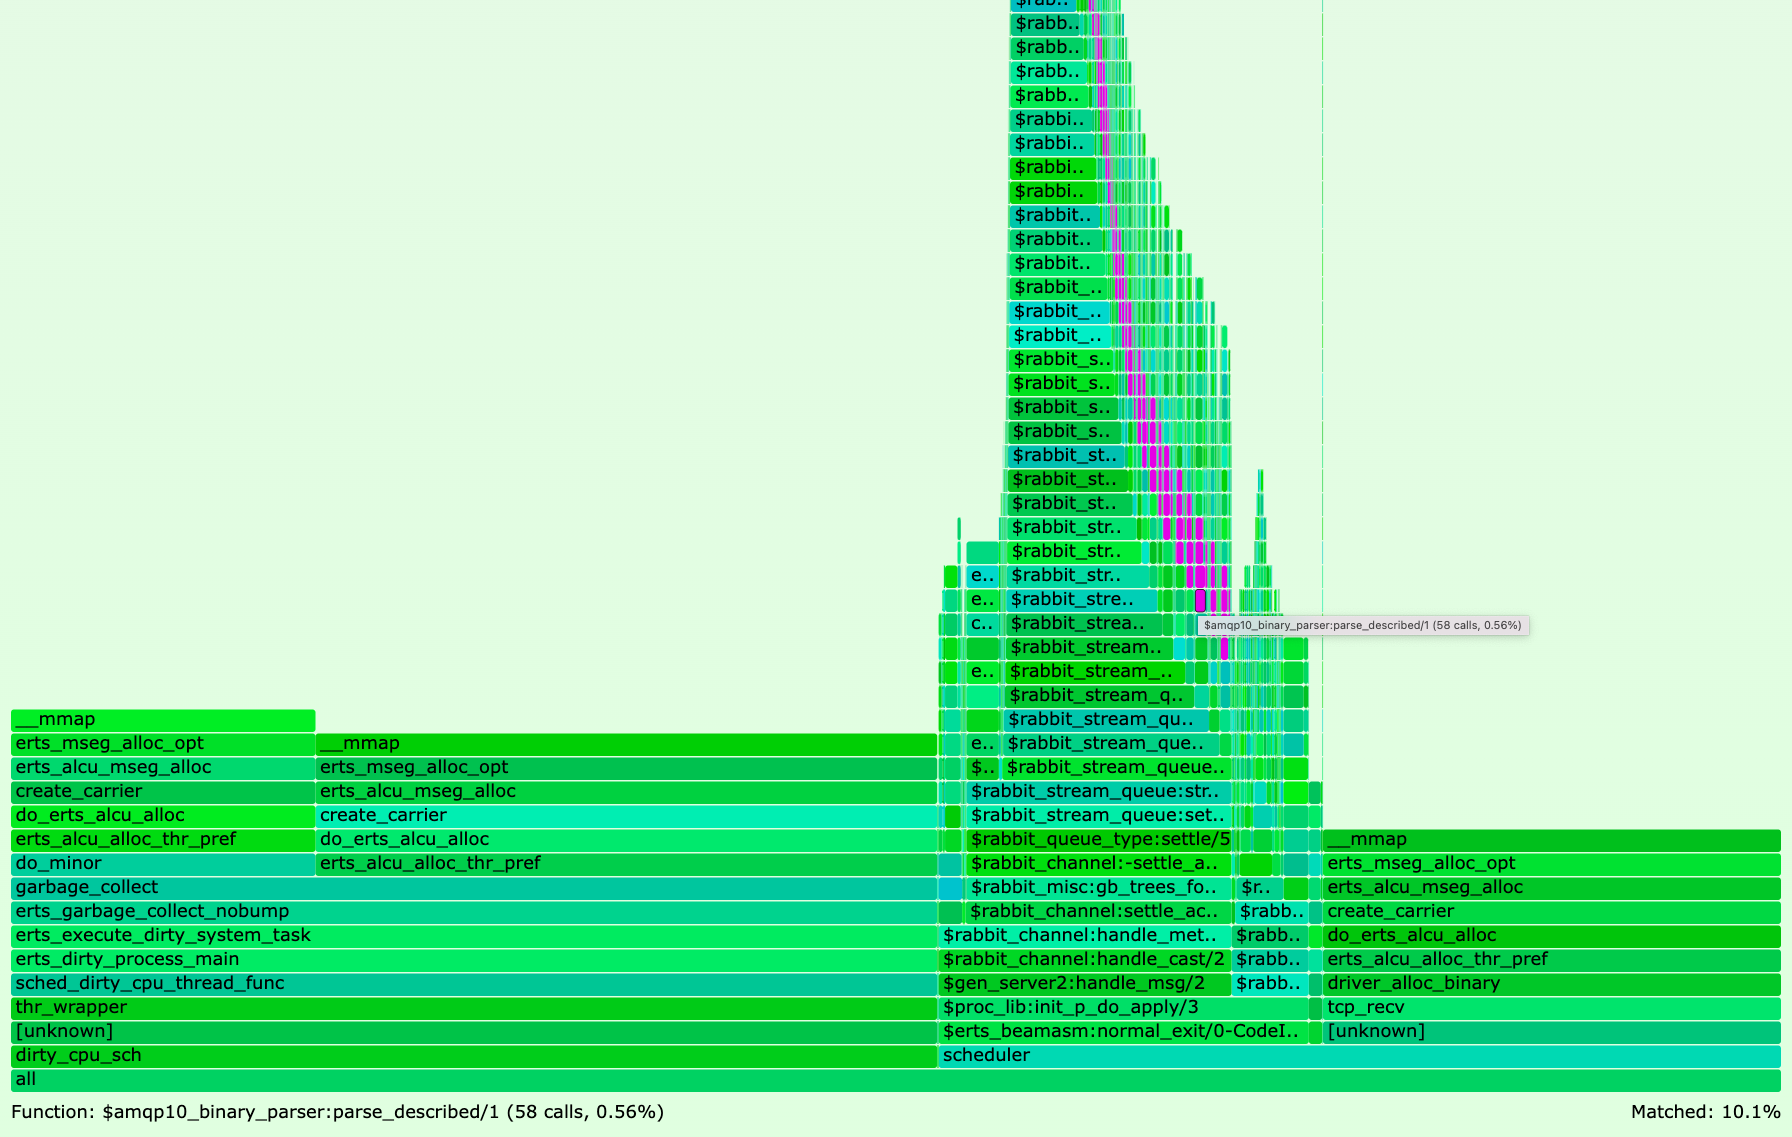 $rab..
$rabb..
$rabb..
$rabb..
$rabb..
$rabbi..
$rabbi..
$rabbi..
$rabbi..
$rabbit..
$rabbit..
$rabbit..
$rabbit_..
$rabbit_..
$rabbit_..
$rabbit_s..
$rabbit_s..
$rabbit_s..
$rabbit_s..
$rabbit_st..
$rabbit_st..
$rabbit_st..
$rabbit_str..
$rabbit_str..
e.. $rabbit_str..
e.. $rabbit_stre..
c.. $rabbit_strea..
$amqp10_binary_parser:parse_described/1 (58 calls, 0.56%)
$rabbit_stream..
e.. $rabbit_stream_..
$rabbit_stream_q..
__mmap $rabbit_stream_qu..
erts_mseg_alloc_opt __mmap e.. $rabbit_stream_que..
erts_alcu_mseg_alloc erts_mseg_alloc_opt $.. $rabbit_stream_queue..
create_carrier erts_alcu_mseg_alloc $rabbit_stream_queue:str..
do_erts_alcu_alloc create_carrier $rabbit_stream_queue:set..
erts_alcu_alloc_thr_pref do_erts_alcu_alloc $rabbit_queue_type:settle/5 __mmap
do_minor erts_alcu_alloc_thr_pref $rabbit_channel:-settle_a.. erts_mseg_alloc_opt
garbage_collect $rabbit_misc:gb_trees_fo.. $r.. erts_alcu_mseg_alloc
erts_garbage_collect_nobump $rabbit_channel:settle_ac.. $rabb.. create_carrier
erts_execute_dirty_system_task $rabbit_channel:handle_met.. $rabb.. do_erts_alcu_alloc
erts_dirty_process_main $rabbit_channel:handle_cast/2 $rabb.. erts_alcu_alloc_thr_pref
sched_dirty_cpu_thread_func $gen_server2:handle_msg/2 $rabb.. driver_alloc_binary
thr_wrapper $proc_lib:init_p_do_apply/3 tcp_recv
[unknown] $erts_beamasm:normal_exit/0-CodeI.. [unknown]
dirty_cpu_sch scheduler
all
Function: $amqp10_binary_parser:parse_described/1 (58 calls, 0.56%) Matched: 10.1%